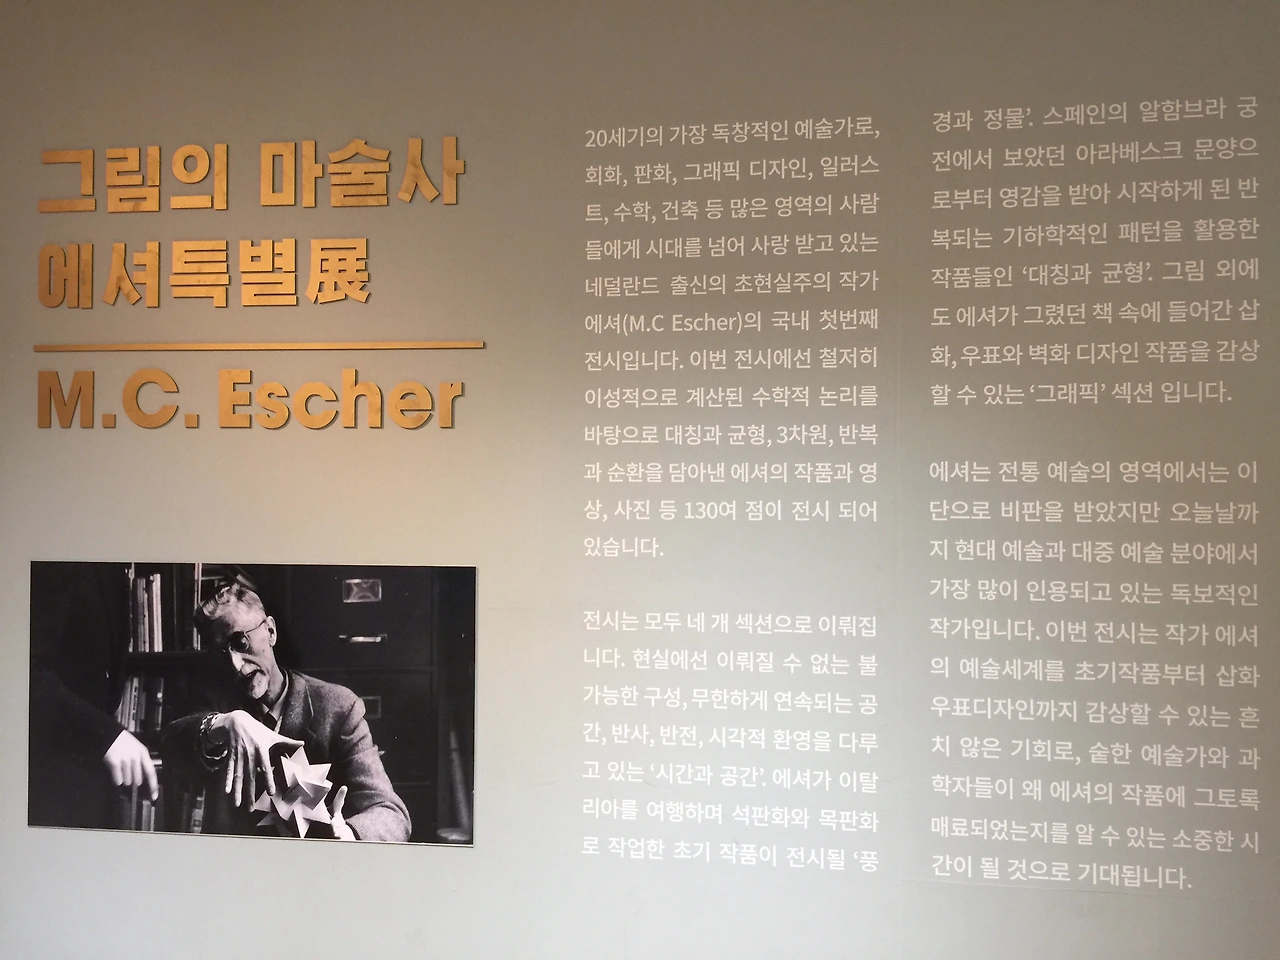 그림의 마술사
에셔특별展
M.C. Escher
20세기의 가장 독창적인 예술가로,
회화, 판화, 그래픽 디자인, 일러스
트, 수학, 건축 등 많은 영역의 사람
들에게 시대를 넘어 사랑 받고 있는
네덜란드 출신의 초현실주의 작가
에셔(M.C Escher)의 국내 첫번째
전시입니다. 이번 전시에선 철저히
이성적으로 계산된 수학적 논리를
바탕으로 대칭과 균형, 3차원, 반복
과 순환을 담아낸 에셔의 작품과 영
상, 사진 등 130여 점이 전시 되어
있습니다.
전시는 모두 네 개 섹션으로 이뤄집
니다. 현실에선 이뤄질 수 없는 불
가능한 구성, 무한하게 연속되는 공
간, 반사, 반전, 시각적 환영을 다루
고 있는 ‘시간과 공간’. 에셔가 이탈
리아를 여행하며 석판화와 목판화
로 작업한 초기 작품이 전시될 ‘풍
경과 정물’. 스페인의 알함브라 궁
전에서 보았던 아라베스크 문양으
로부터 영감을 받아 시작하게 된 반
복되는 기하학적인 패턴을 활용한
작품들인 ‘대칭과 균형’. 그림 외에
도 에셔가 그렸던 책 속에 들어간 삽
화, 우표와 벽화 디자인 작품을 감상
할 수 있는 ‘그래픽’ 섹션 입니다.
에셔는 전통 예술의 영역에서는 이
단으로 비판을 받았지만 오늘날까
지 현대 예술과 대중 예술 분야에서
가장 많이 인용되고 있는 독보적인
작가입니다. 이번 전시는 작가 에셔
의 예술세계를 초기작품부터 삽화
우표디자인까지 감상할 수 있는 흔
치 않은 기회로, 숱한 예술가와 과
학자들이 왜 에셔의 작품에 그토록
매료되었는지를 알 수 있는 소중한 시
간이 될 것으로 기대됩니다.